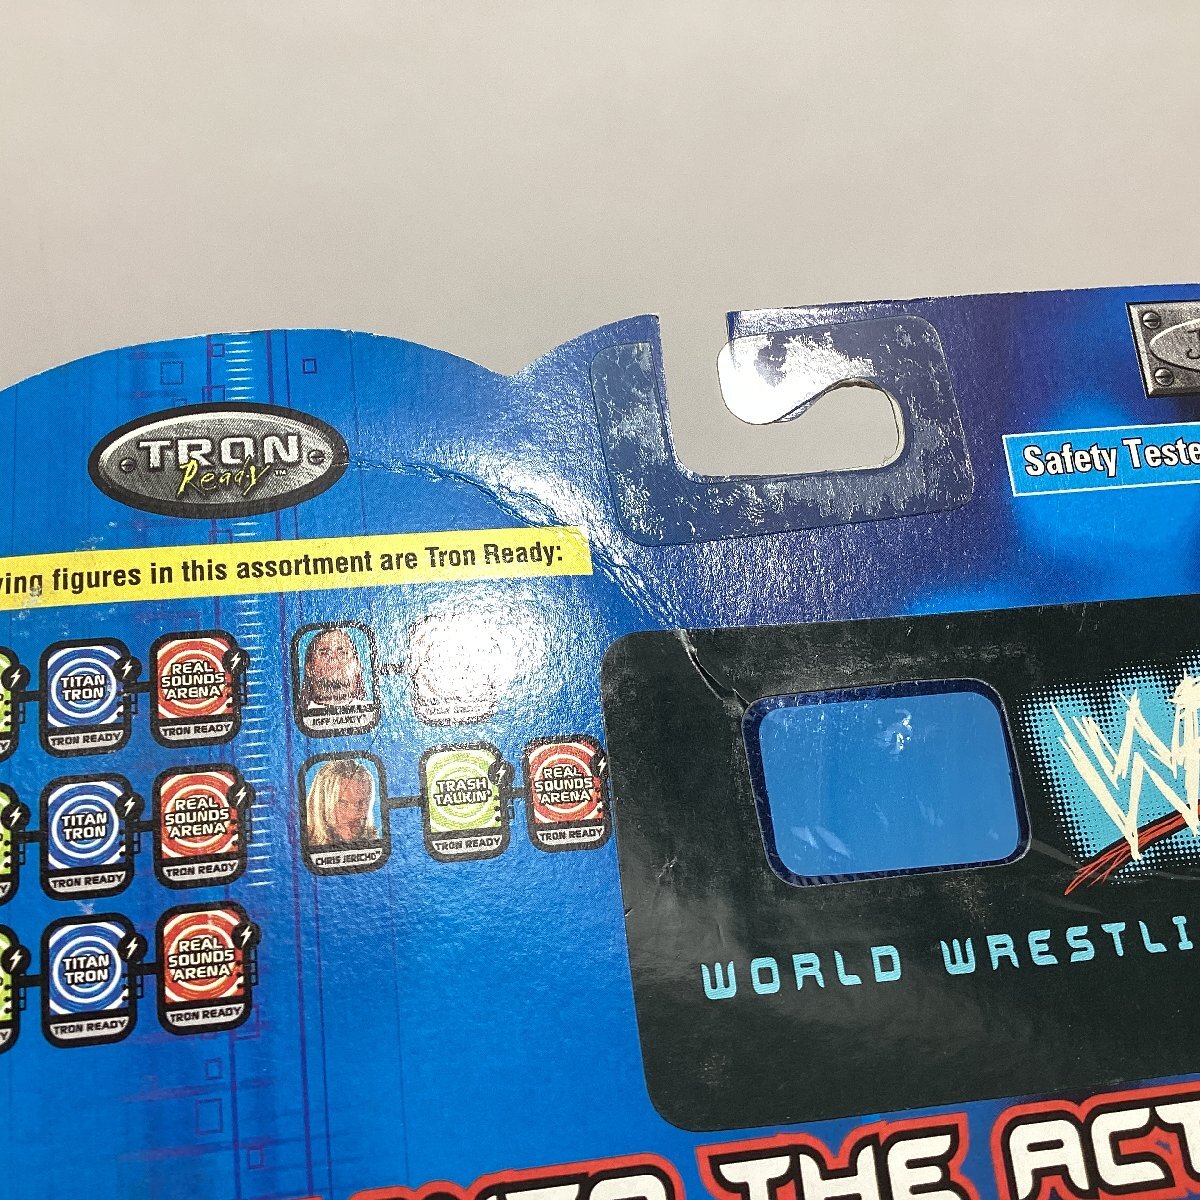 TRON
Ready™
ving figures in this assortment are Tron Ready:
Safety Teste
TITAN TRON
TRON READY
REAL SOUNDS ARENA
TRON READY
JEFF HARDY
TITAN TRON
TRON READY
REAL SOUNDS ARENA
TRON READY
CHRIS JERICHO
TRASH TALKIN'
TRON READY
REAL SOUNDS ARENA
TRON READY
TITAN TRON
TRON READY
REAL SOUNDS ARENA
TRON READY
W
WORLD WRESTLI
THE ACT